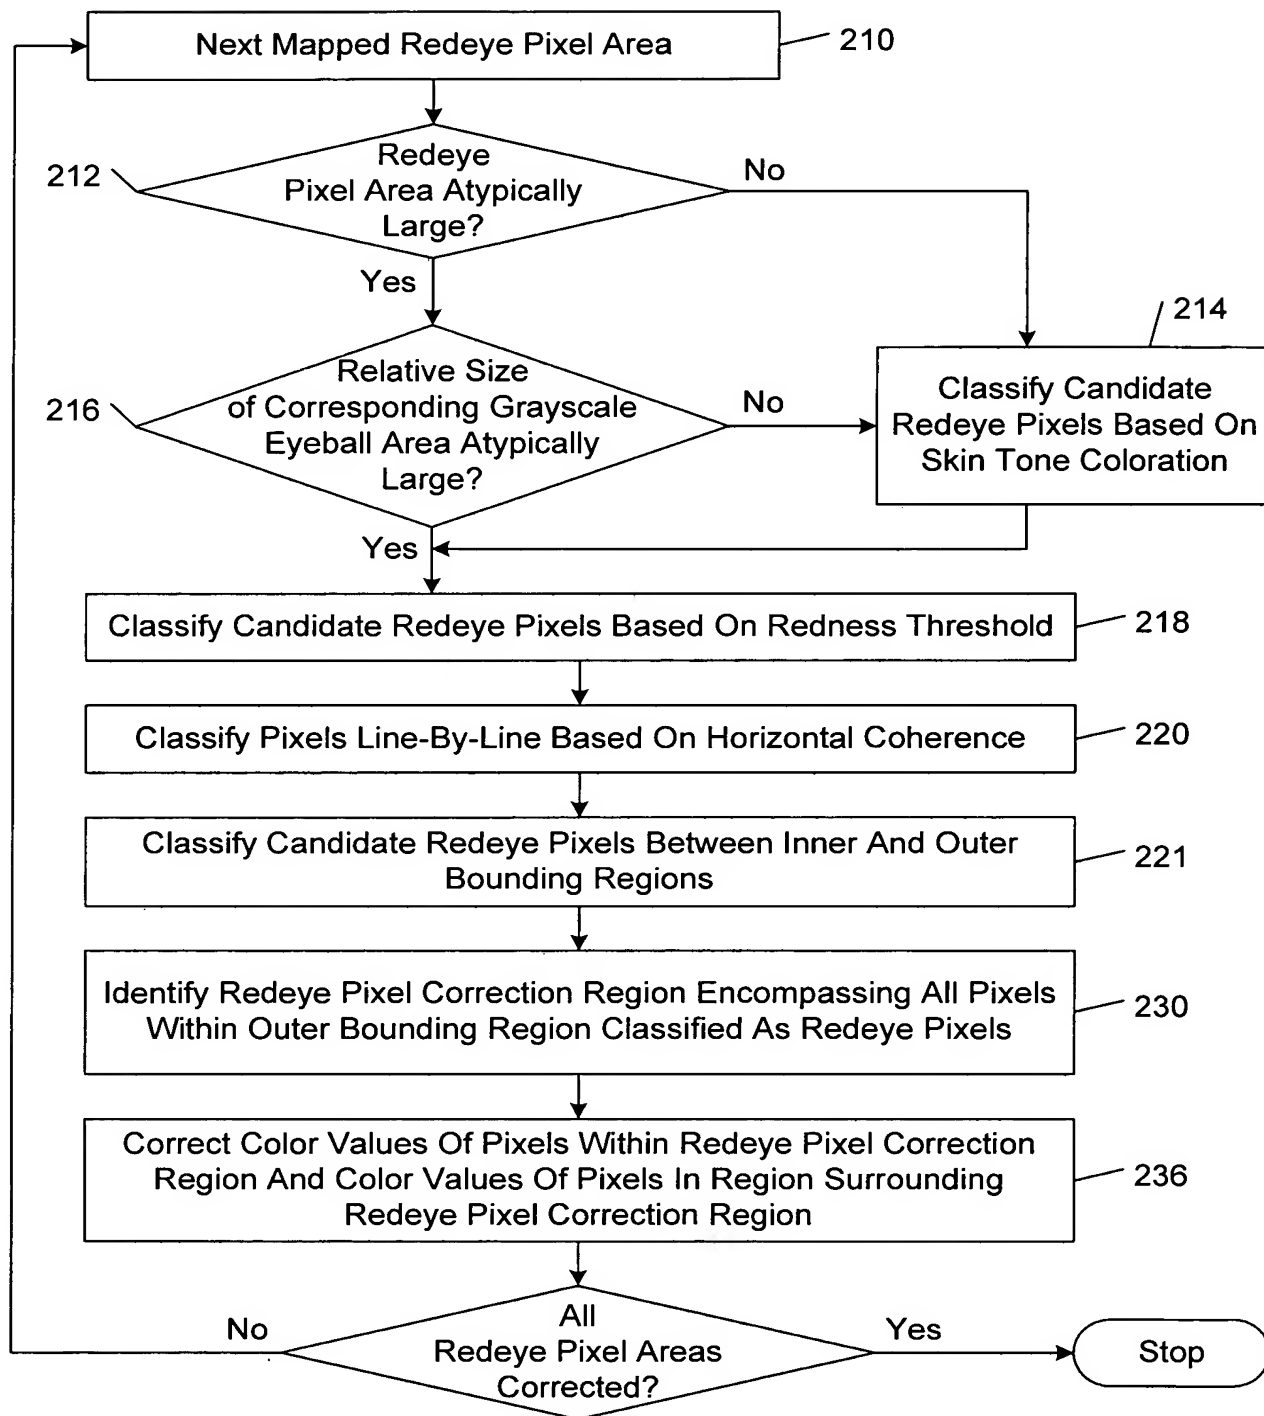 Next Mapped Redeye Pixel Area
210
Redeye
Pixel Area Atypically
Large?
212
No
Yes
214
Relative Size
of Corresponding Grayscale
Eyeball Area Atypically
Large?
216
No
Classify Candidate
Redeye Pixels Based On
Skin Tone Coloration
Yes
Classify Candidate Redeye Pixels Based On Redness Threshold
218
Classify Pixels Line-By-Line Based On Horizontal Coherence
220
Classify Candidate Redeye Pixels Between Inner And Outer
Bounding Regions
221
Identify Redeye Pixel Correction Region Encompassing All Pixels
Within Outer Bounding Region Classified As Redeye Pixels
230
Correct Color Values Of Pixels Within Redeye Pixel Correction
Region And Color Values Of Pixels In Region Surrounding
Redeye Pixel Correction Region
236
All
Redeye Pixel Areas
Corrected?
No
Yes
Stop